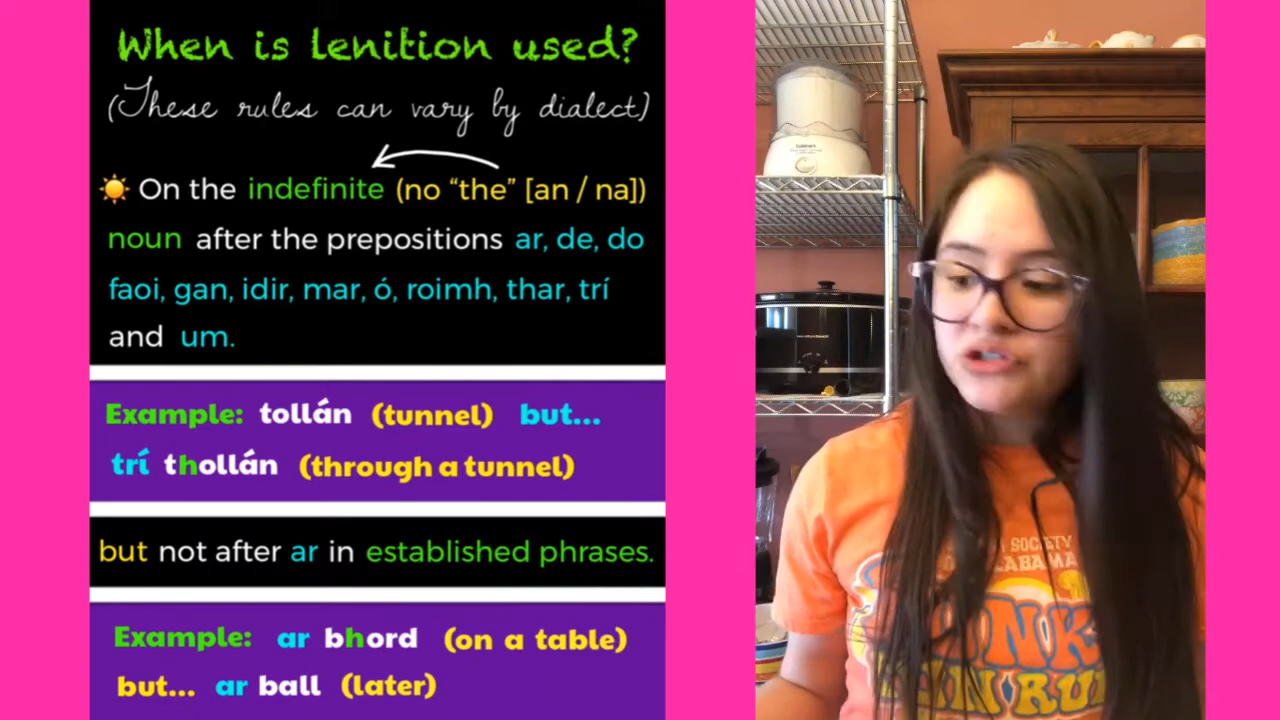 When is lenition used?
(These rules can vary by dialect)
On the indefinite (no “the” [an / na])
noun after the prepositions ar, de, do
faoi, gan, idir, mar, ó, roimh, thar, trí
and um.
Example: tollán (tunnel) but...
trí thollán (through a tunnel)
but not after ar in established phrases.
Example: ar bhord (on a table)
but... ar ball (later)
SOCIETY